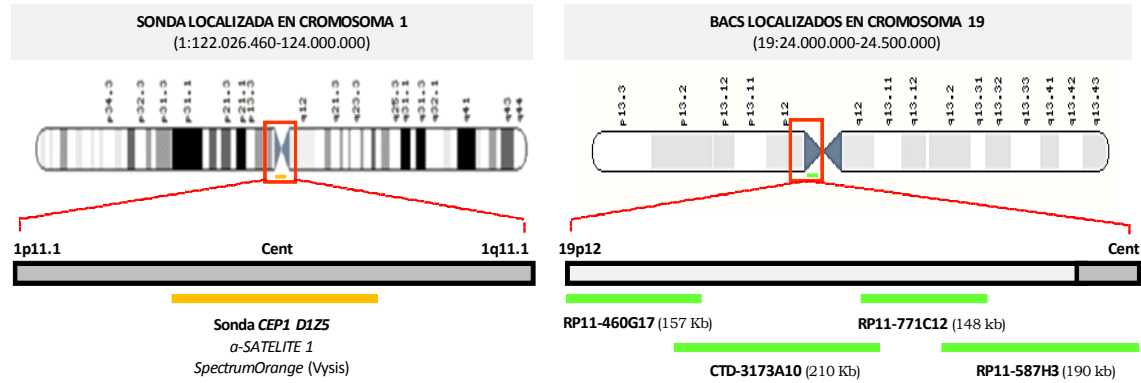 SONDA LOCALIZADA EN CROMOSOMA 1
(1:122.026.460-124.000.000)
p34.3
p32.3
p31.3
p31.1
p21.3
p21.1
p13.3
q12
q21.3
q23.3
q25.3
q31.1
q31.3
q32.1
q41
q43
q44
1p11.1
Cent
1q11.1
Sonda CEP1 D1Z5
α-SATELITE 1
SpectrumOrange (Vysis)
BACS LOCALIZADOS EN CROMOSOMA 19
(19:24.000.000-24.500.000)
p13.3
p13.2
p13.12
p13.11
p12
q12
q13.11
q13.12
q13.2
q13.31
q13.32
q13.33
q13.41
q13.42
q13.43
19p12
Cent
RP11-460G17 (157 Kb)
RP11-771C12 (148 kb)
CTD-3173A10 (210 Kb)
RP11-587H3 (190 kb)